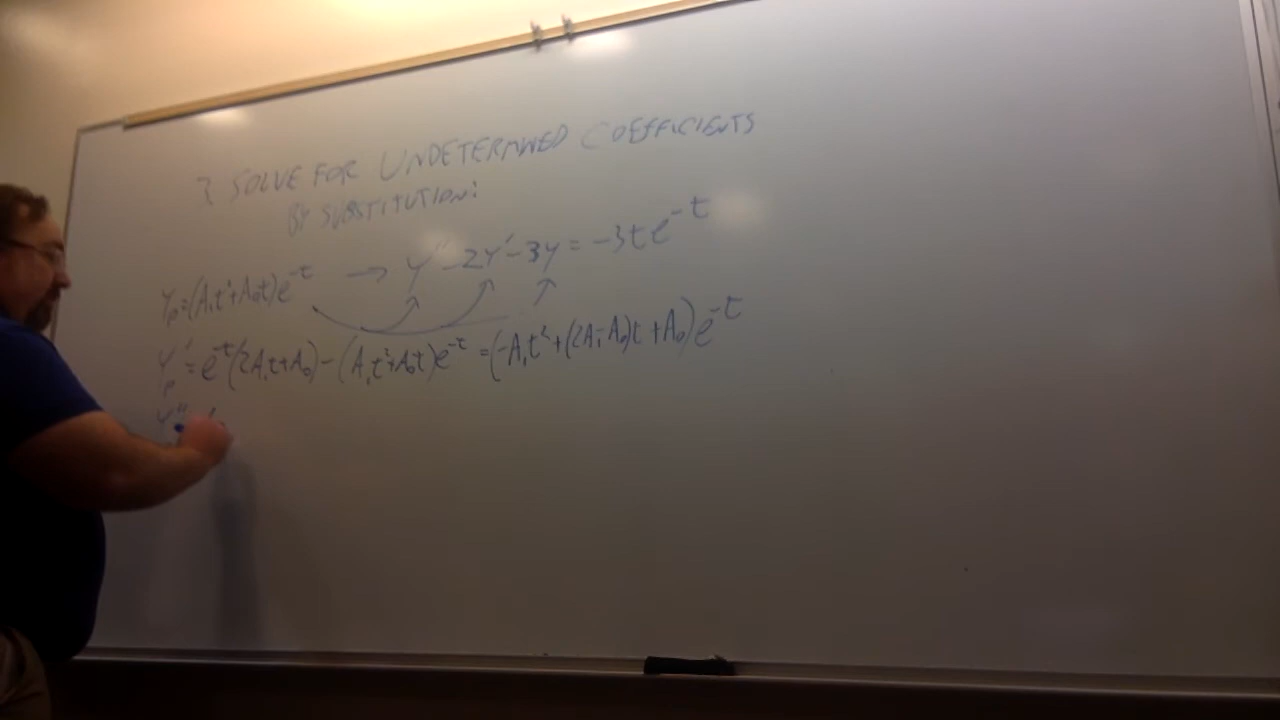 ? SOLVE FOR UNDETERMINED COEFFICIENTS
BY SUBSTITUTION:
Yp=(A₁t²+A₀t)e^-t → y″-2y′-3y=-3te^-t
Yp′=e^-t(2A₁t+A₀)-(A₁t²+A₀t)e^-t=(-A₁t²+(2A₁-A₀)t+A₀)e^-t
Y″